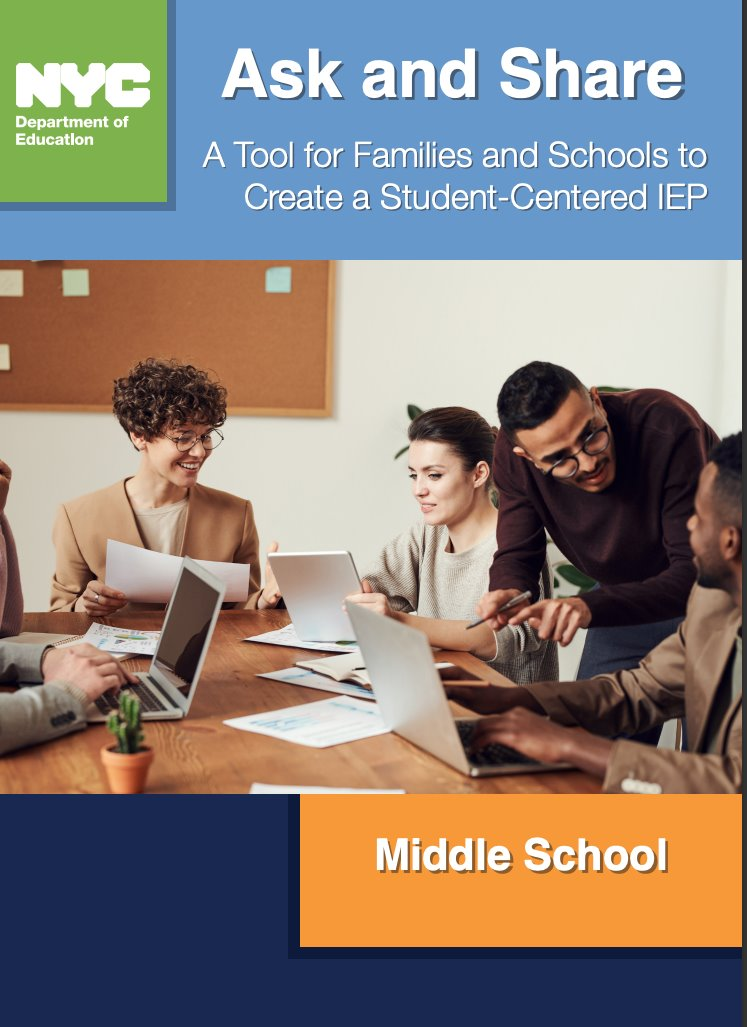 NYC
Department of
Education
Ask and Share
A Tool for Families and Schools to
Create a Student-Centered IEP
Middle School